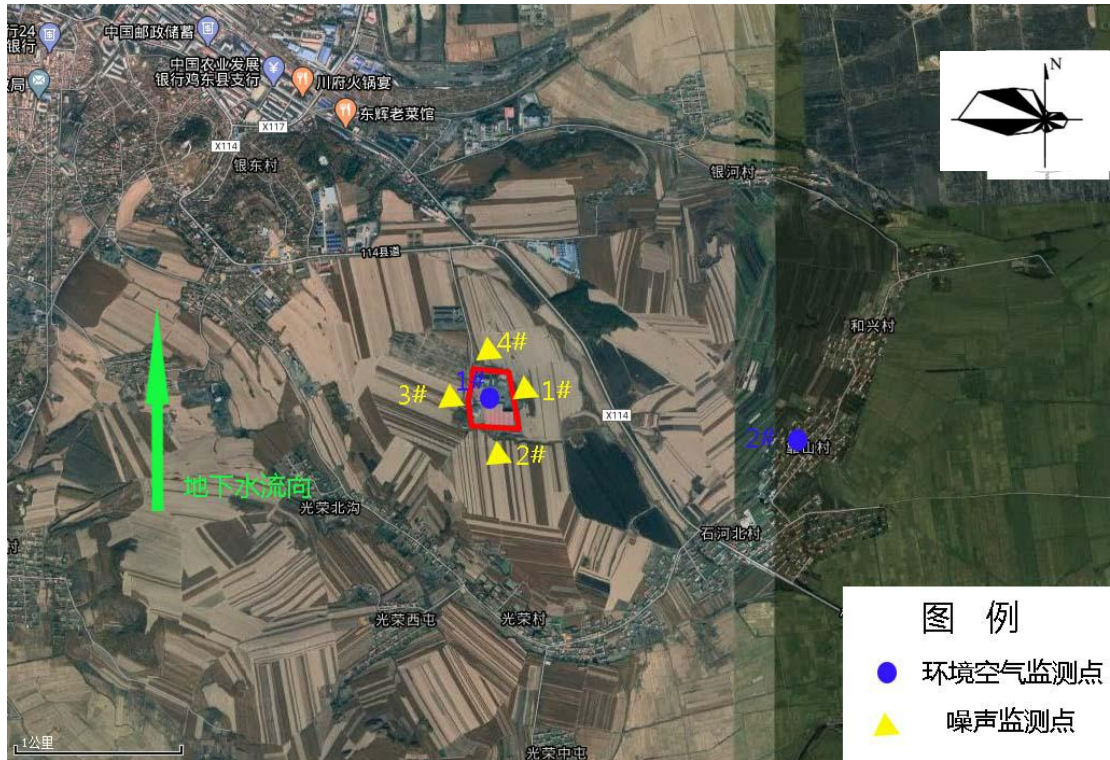 中国邮政储蓄
行24
银行
中国农业发展
银行鸡东县支行
局
川府火锅宴
东辉老菜馆
X117
X114
银东村
银河村
N
114县道
和兴村
4#
1#
3#
1#
X114
2#
2#
山村
地下水流向
光荣北沟
石河北村
村
光荣西屯
光荣村
图 例
环境空气监测点
噪声监测点
1公里
光荣中屯